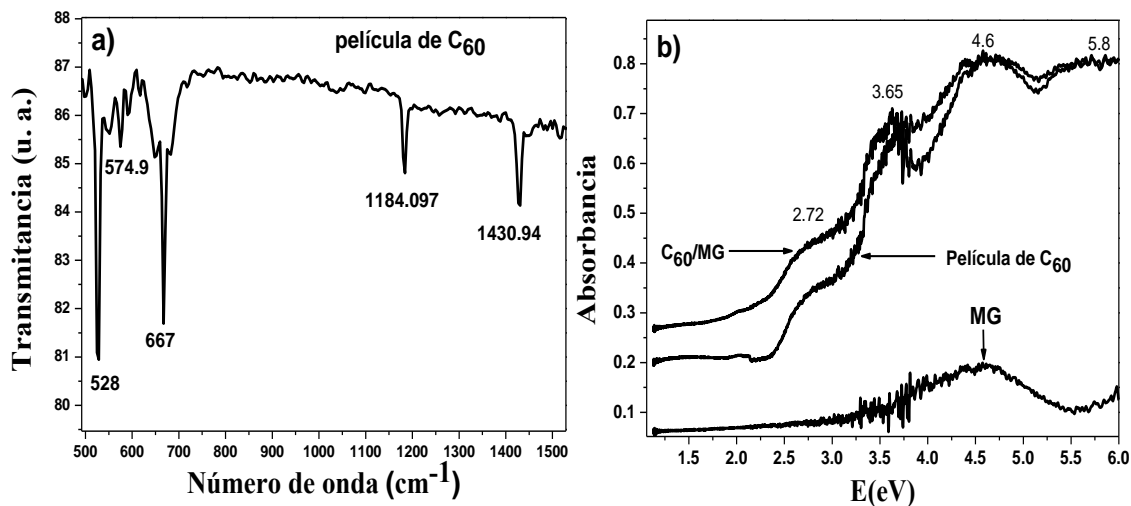 a)
película de C60
88
87
86
85
84
83
82
81
80
574.9
528
667
1184.097
1430.94
500 600 700 800 900 1000 1100 1200 1300 1400 1500
Transmitancia (u. a.)
Número de onda (cm-1)
b)
4.6
5.8
3.65
2.72
C60/MG
Película de C60
MG
0.8
0.7
0.6
0.5
0.4
0.3
0.2
0.1
1.5 2.0 2.5 3.0 3.5 4.0 4.5 5.0 5.5 6.0
Absorbancia
E(eV)